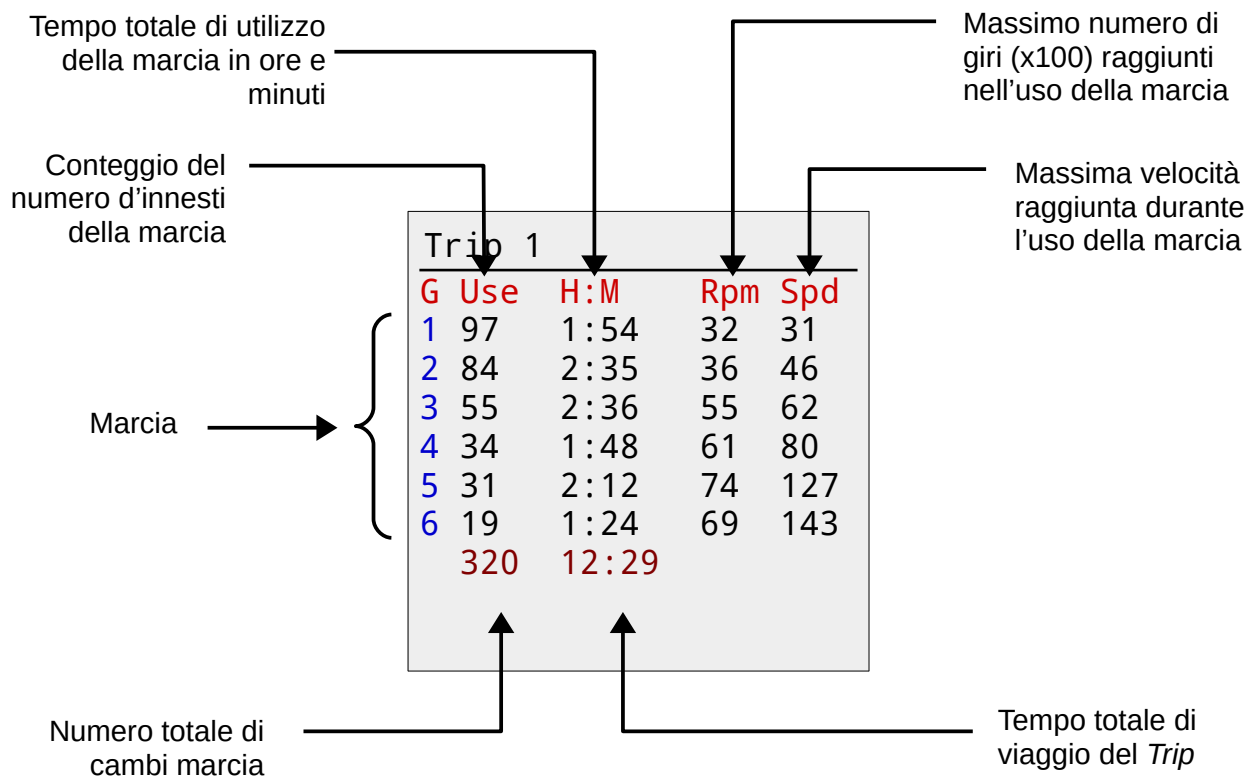 Tempo totale di utilizzo
della marcia in ore e
minuti
Massimo numero di
giri (x100) raggiunti
nell’uso della marcia
Conteggio del
numero d’innesti
della marcia
Massima velocità
raggiunta durante
l’uso della marcia
Trip 1
G Use H:M Rpm Spd
1 97 1:54 32 31
2 84 2:35 36 46
3 55 2:36 55 62
4 34 1:48 61 80
5 31 2:12 74 127
6 19 1:24 69 143
320 12:29
Marcia
Numero totale di
cambi marcia
Tempo totale di
viaggio del Trip